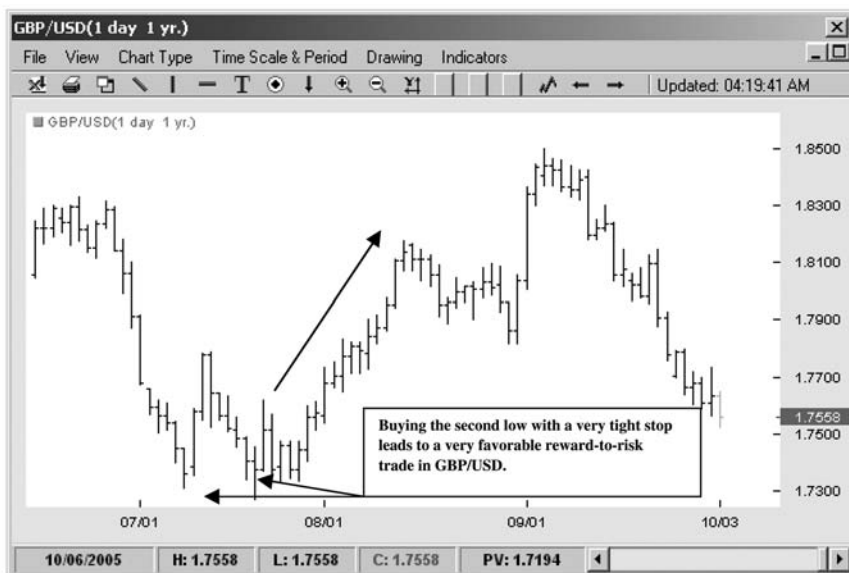 GBP/USD(1 day 1 yr.)
File View Chart Type Time Scale & Period Drawing Indicators
T Updated: 04:19:41 AM
GBP/USD(1 day 1 yr.)
1.8500
1.8300
1.8100
1.7900
1.7700
1.7558
1.7500
1.7300
Buying the second low with a very tight stop
leads to a very favorable reward-to-risk
trade in GBP/USD.
07/01 08/01 09/01 10/03
10/06/2005 H: 1.7558 L: 1.7558 C: 1.7558 PV: 1.7194